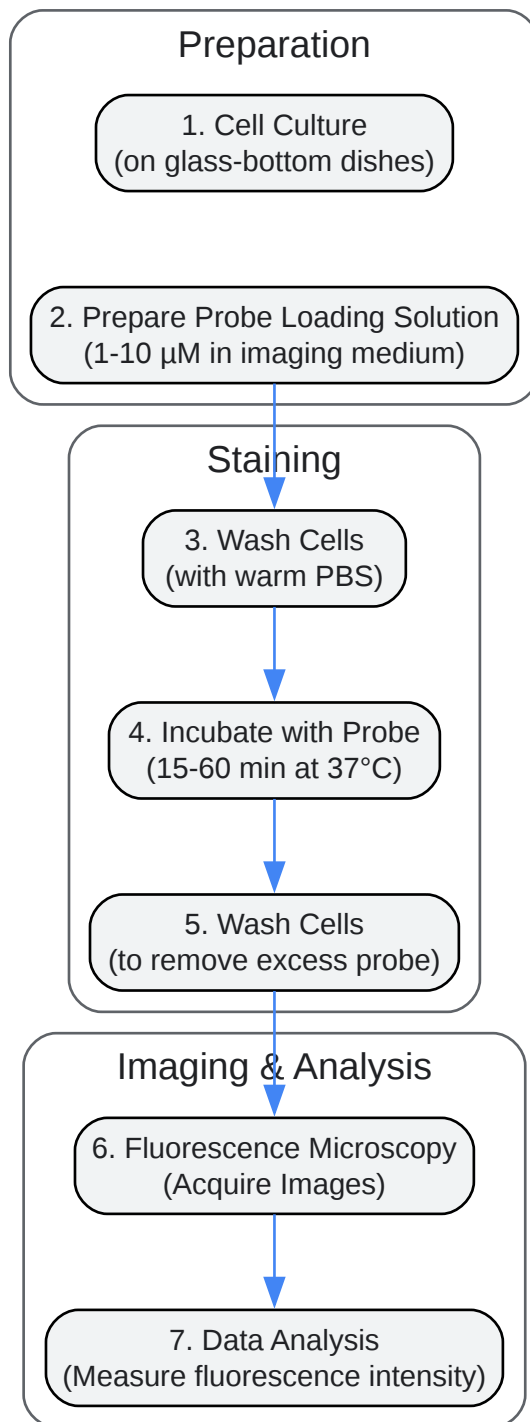 Preparation
1. Cell Culture
(on glass-bottom dishes)
2. Prepare Probe Loading Solution
(1-10 µM in imaging medium)
Staining
3. Wash Cells
(with warm PBS)
4. Incubate with Probe
(15-60 min at 37°C)
5. Wash Cells
(to remove excess probe)
Imaging & Analysis
6. Fluorescence Microscopy
(Acquire Images)
7. Data Analysis
(Measure fluorescence intensity)